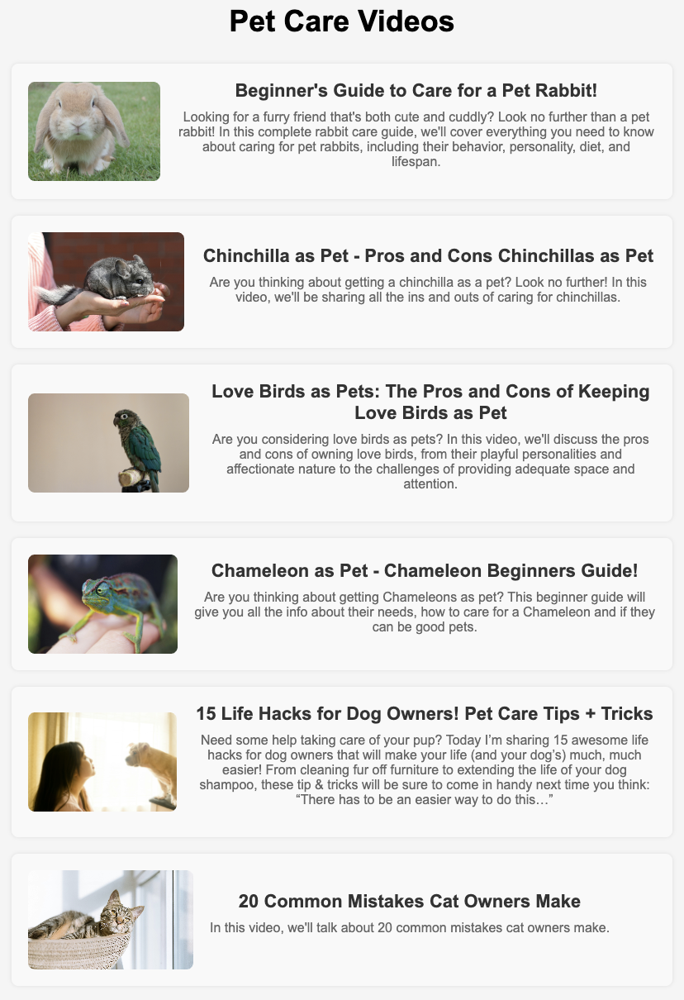 Pet Care Videos
Beginner's Guide to Care for a Pet Rabbit!
Looking for a furry friend that's both cute and cuddly? Look no further than a pet
rabbit! In this complete rabbit care guide, we'll cover everything you need to know
about caring for pet rabbits, including their behavior, personality, diet, and
lifespan.
Chinchilla as Pet - Pros and Cons Chinchillas as Pet
Are you thinking about getting a chinchilla as a pet? Look no further! In this
video, we'll be sharing all the ins and outs of caring for chinchillas.
Love Birds as Pets: The Pros and Cons of Keeping
Love Birds as Pet
Are you considering love birds as pets? In this video, we'll discuss the pros
and cons of owning love birds, from their playful personalities and
affectionate nature to the challenges of providing adequate space and
attention.
Chameleon as Pet - Chameleon Beginners Guide!
Are you thinking about getting Chameleons as pet? This beginner guide will
give you all the info about their needs, how to care for a Chameleon and if they
can be good pets.
15 Life Hacks for Dog Owners! Pet Care Tips + Tricks
Need some help taking care of your pup? Today I’m sharing 15 awesome life
hacks for dog owners that will make your life (and your dog’s) much, much
easier! From cleaning fur off furniture to extending the life of your dog
shampoo, these tip & tricks will be sure to come in handy next time you think:
“There has to be an easier way to do this…”
20 Common Mistakes Cat Owners Make
In this video, we'll talk about 20 common mistakes cat owners make.